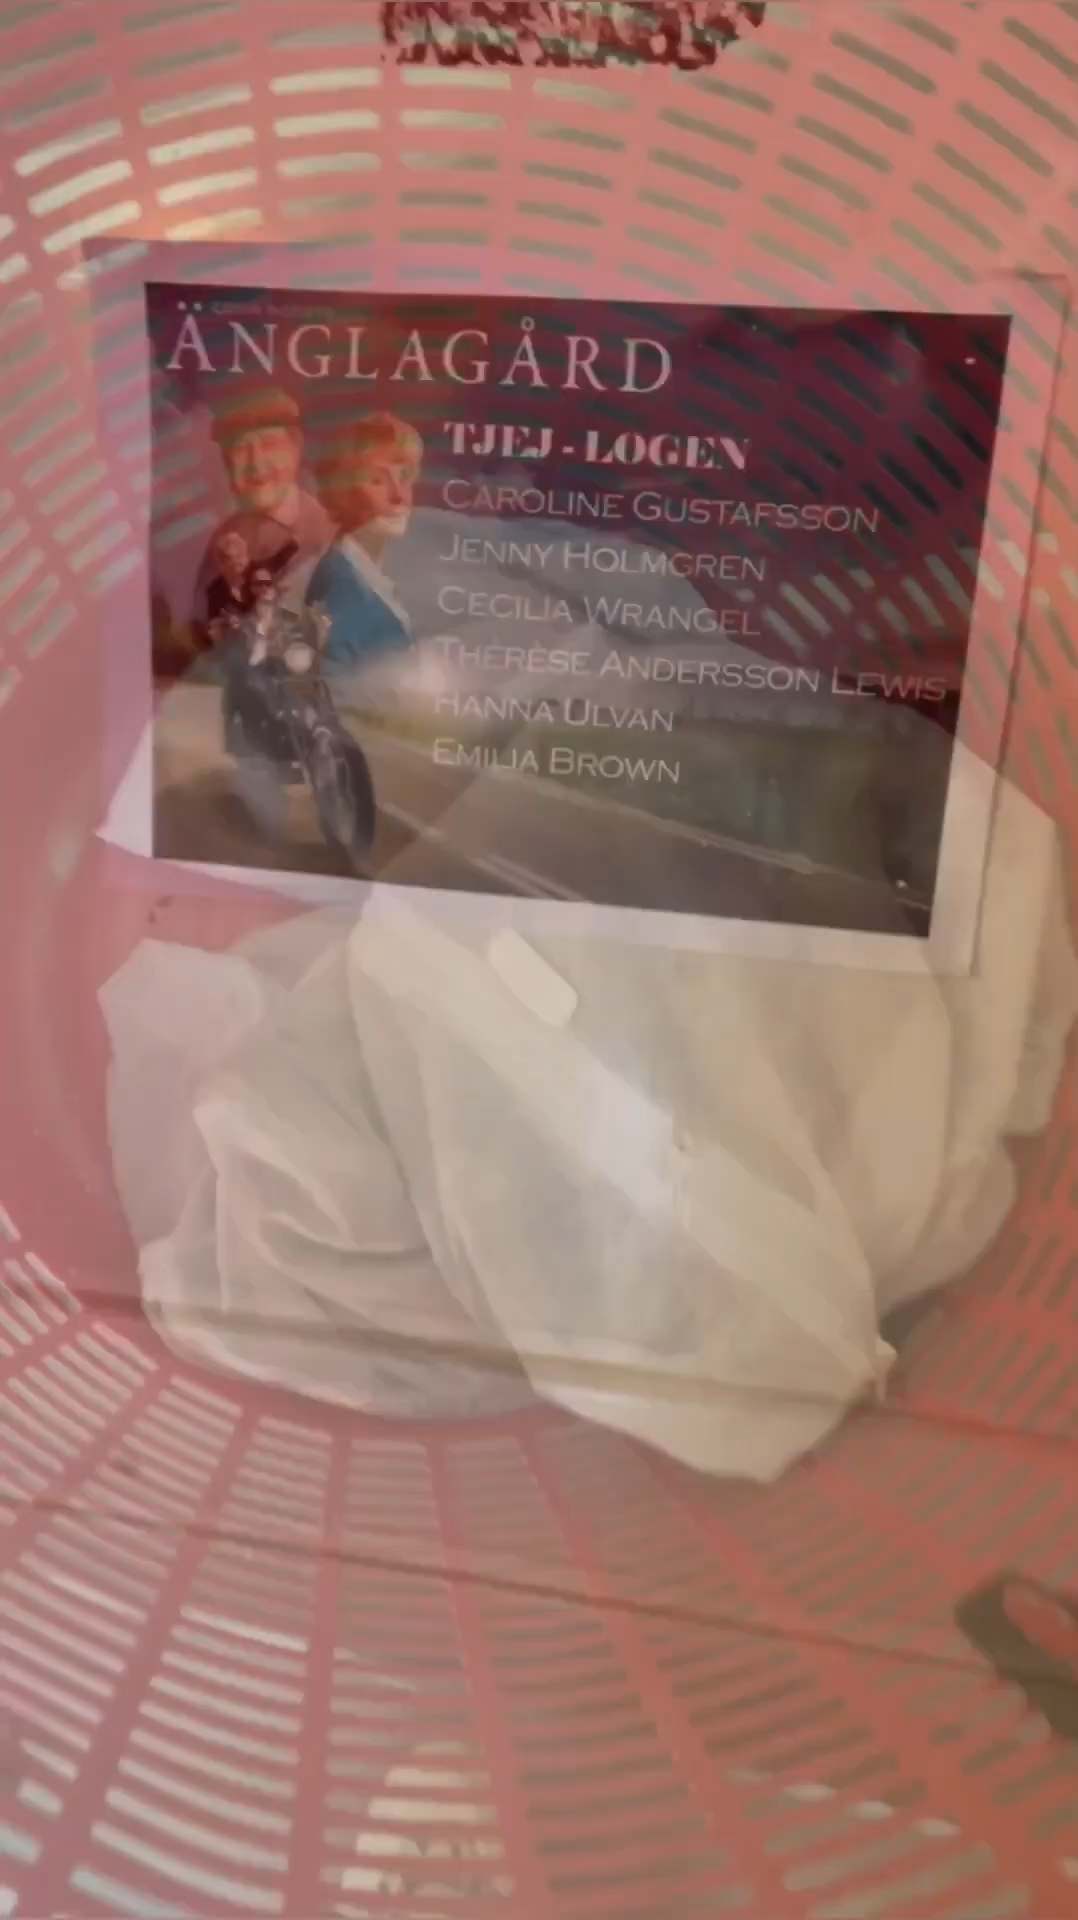 ÄNGLAGÅRD
TJEJ-LOGEN
CAROLINE GUSTAFSSON
JENNY HOLMGREN
CECILIA WRANGEL
THÉRÈSE ANDERSSON LEWIS
HANNA ULVAN
EMILIA BROWN